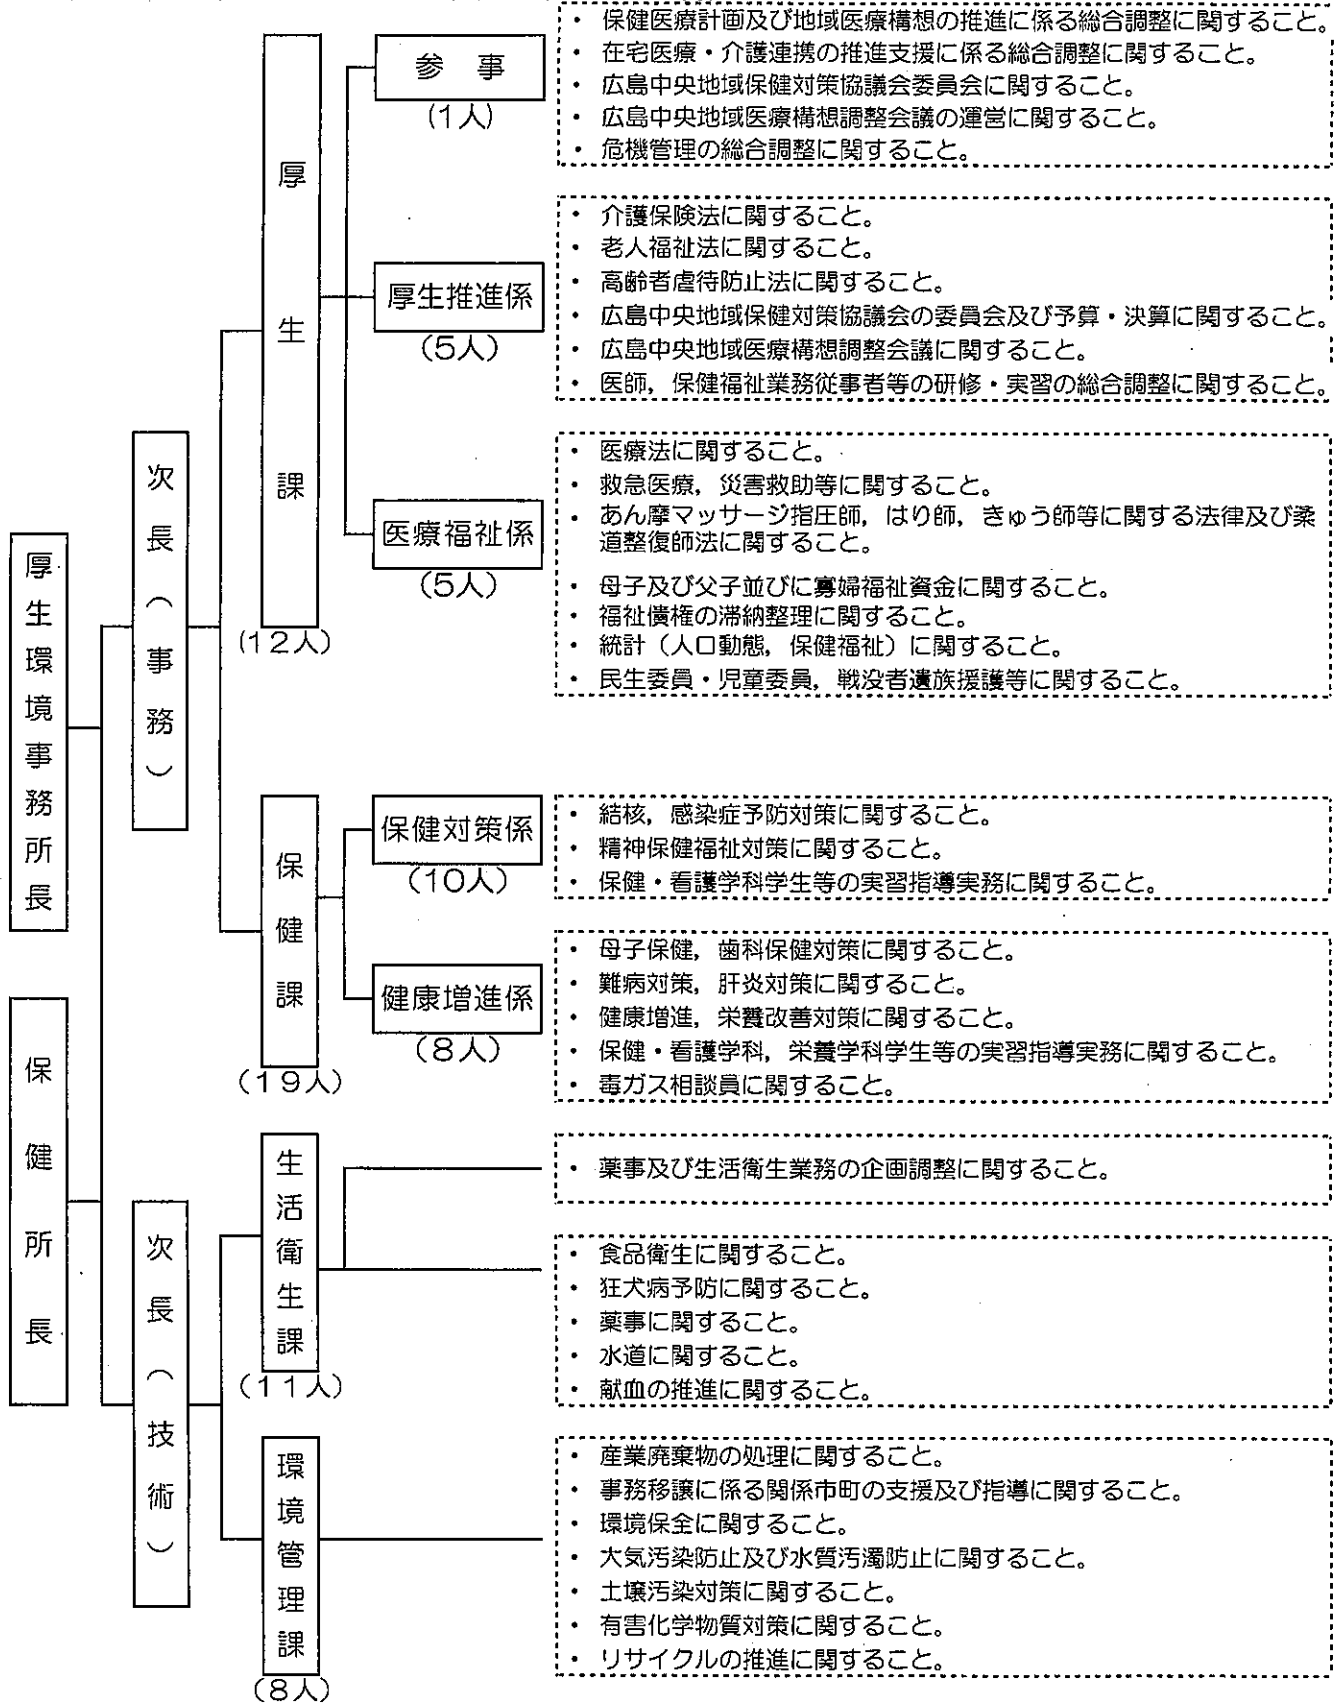 厚生環境事務所長
保健所長
次長（事務）
次長（技術）
厚生課
(12人)
参　事
(1人)
・ 保健医療計画及び地域医療構想の推進に係る総合調整に関すること。
・ 在宅医療・介護連携の推進支援に係る総合調整に関すること。
・ 広島中央地域保健対策協議会委員会に関すること。
・ 広島中央地域医療構想調整会議の運営に関すること。
・ 危機管理の総合調整に関すること。
厚生推進係
(5人)
・ 介護保険法に関すること。
・ 老人福祉法に関すること。
・ 高齢者虐待防止法に関すること。
・ 広島中央地域保健対策協議会の委員会及び予算・決算に関すること。
・ 広島中央地域医療構想調整会議に関すること。
・ 医師，保健福祉業務従事者等の研修・実習の総合調整に関すること。
医療福祉係
(5人)
・ 医療法に関すること。
・ 救急医療，災害救助等に関すること。
・ あん摩マッサージ指圧師，はり師，きゅう師等に関する法律及び柔
道整復師法に関すること。
・ 母子及び父子並びに寡婦福祉資金に関すること。
・ 福祉債権の滞納整理に関すること。
・ 統計（人口動態，保健福祉）に関すること。
・ 民生委員・児童委員，戦没者遺族援護等に関すること。
保健課
(19人)
保健対策係
(10人)
・ 結核，感染症予防対策に関すること。
・ 精神保健福祉対策に関すること。
・ 保健・看護学科学生等の実習指導実務に関すること。
健康増進係
(8人)
・ 母子保健，歯科保健対策に関すること。
・ 難病対策，肝炎対策に関すること。
・ 健康増進，栄養改善対策に関すること。
・ 保健・看護学科，栄養学科学生等の実習指導実務に関すること。
・ 毒ガス相談員に関すること。
生活衛生課
(11人)
・ 薬事及び生活衛生業務の企画調整に関すること。
・ 食品衛生に関すること。
・ 狂犬病予防に関すること。
・ 薬事に関すること。
・ 水道に関すること。
・ 献血の推進に関すること。
環境管理課
(8人)
・ 産業廃棄物の処理に関すること。
・ 事務移譲に係る関係市町の支援及び指導に関すること。
・ 環境保全に関すること。
・ 大気汚染防止及び水質汚濁防止に関すること。
・ 土壌汚染対策に関すること。
・ 有害化学物質対策に関すること。
・ リサイクルの推進に関すること。